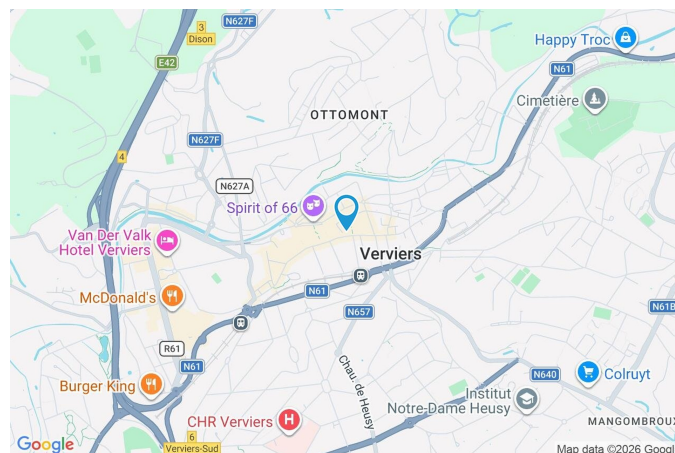 N627F
3
Dison
Happy Troc
E42
N61
Cimetière
OTTOMONT
N627F
4
N627A
Spirit of 66
Van Der Valk
Hotel Verviers
Verviers
McDonald's
N61
N657
N61B
R61
N61
Chau. de Heusy
Burger King
N640
Colruyt
Institut
Notre-Dame Heusy
CHR Verviers
H
MANGOMBROUX
6
Verviers-Sud
Google
Map data ©2026 Google